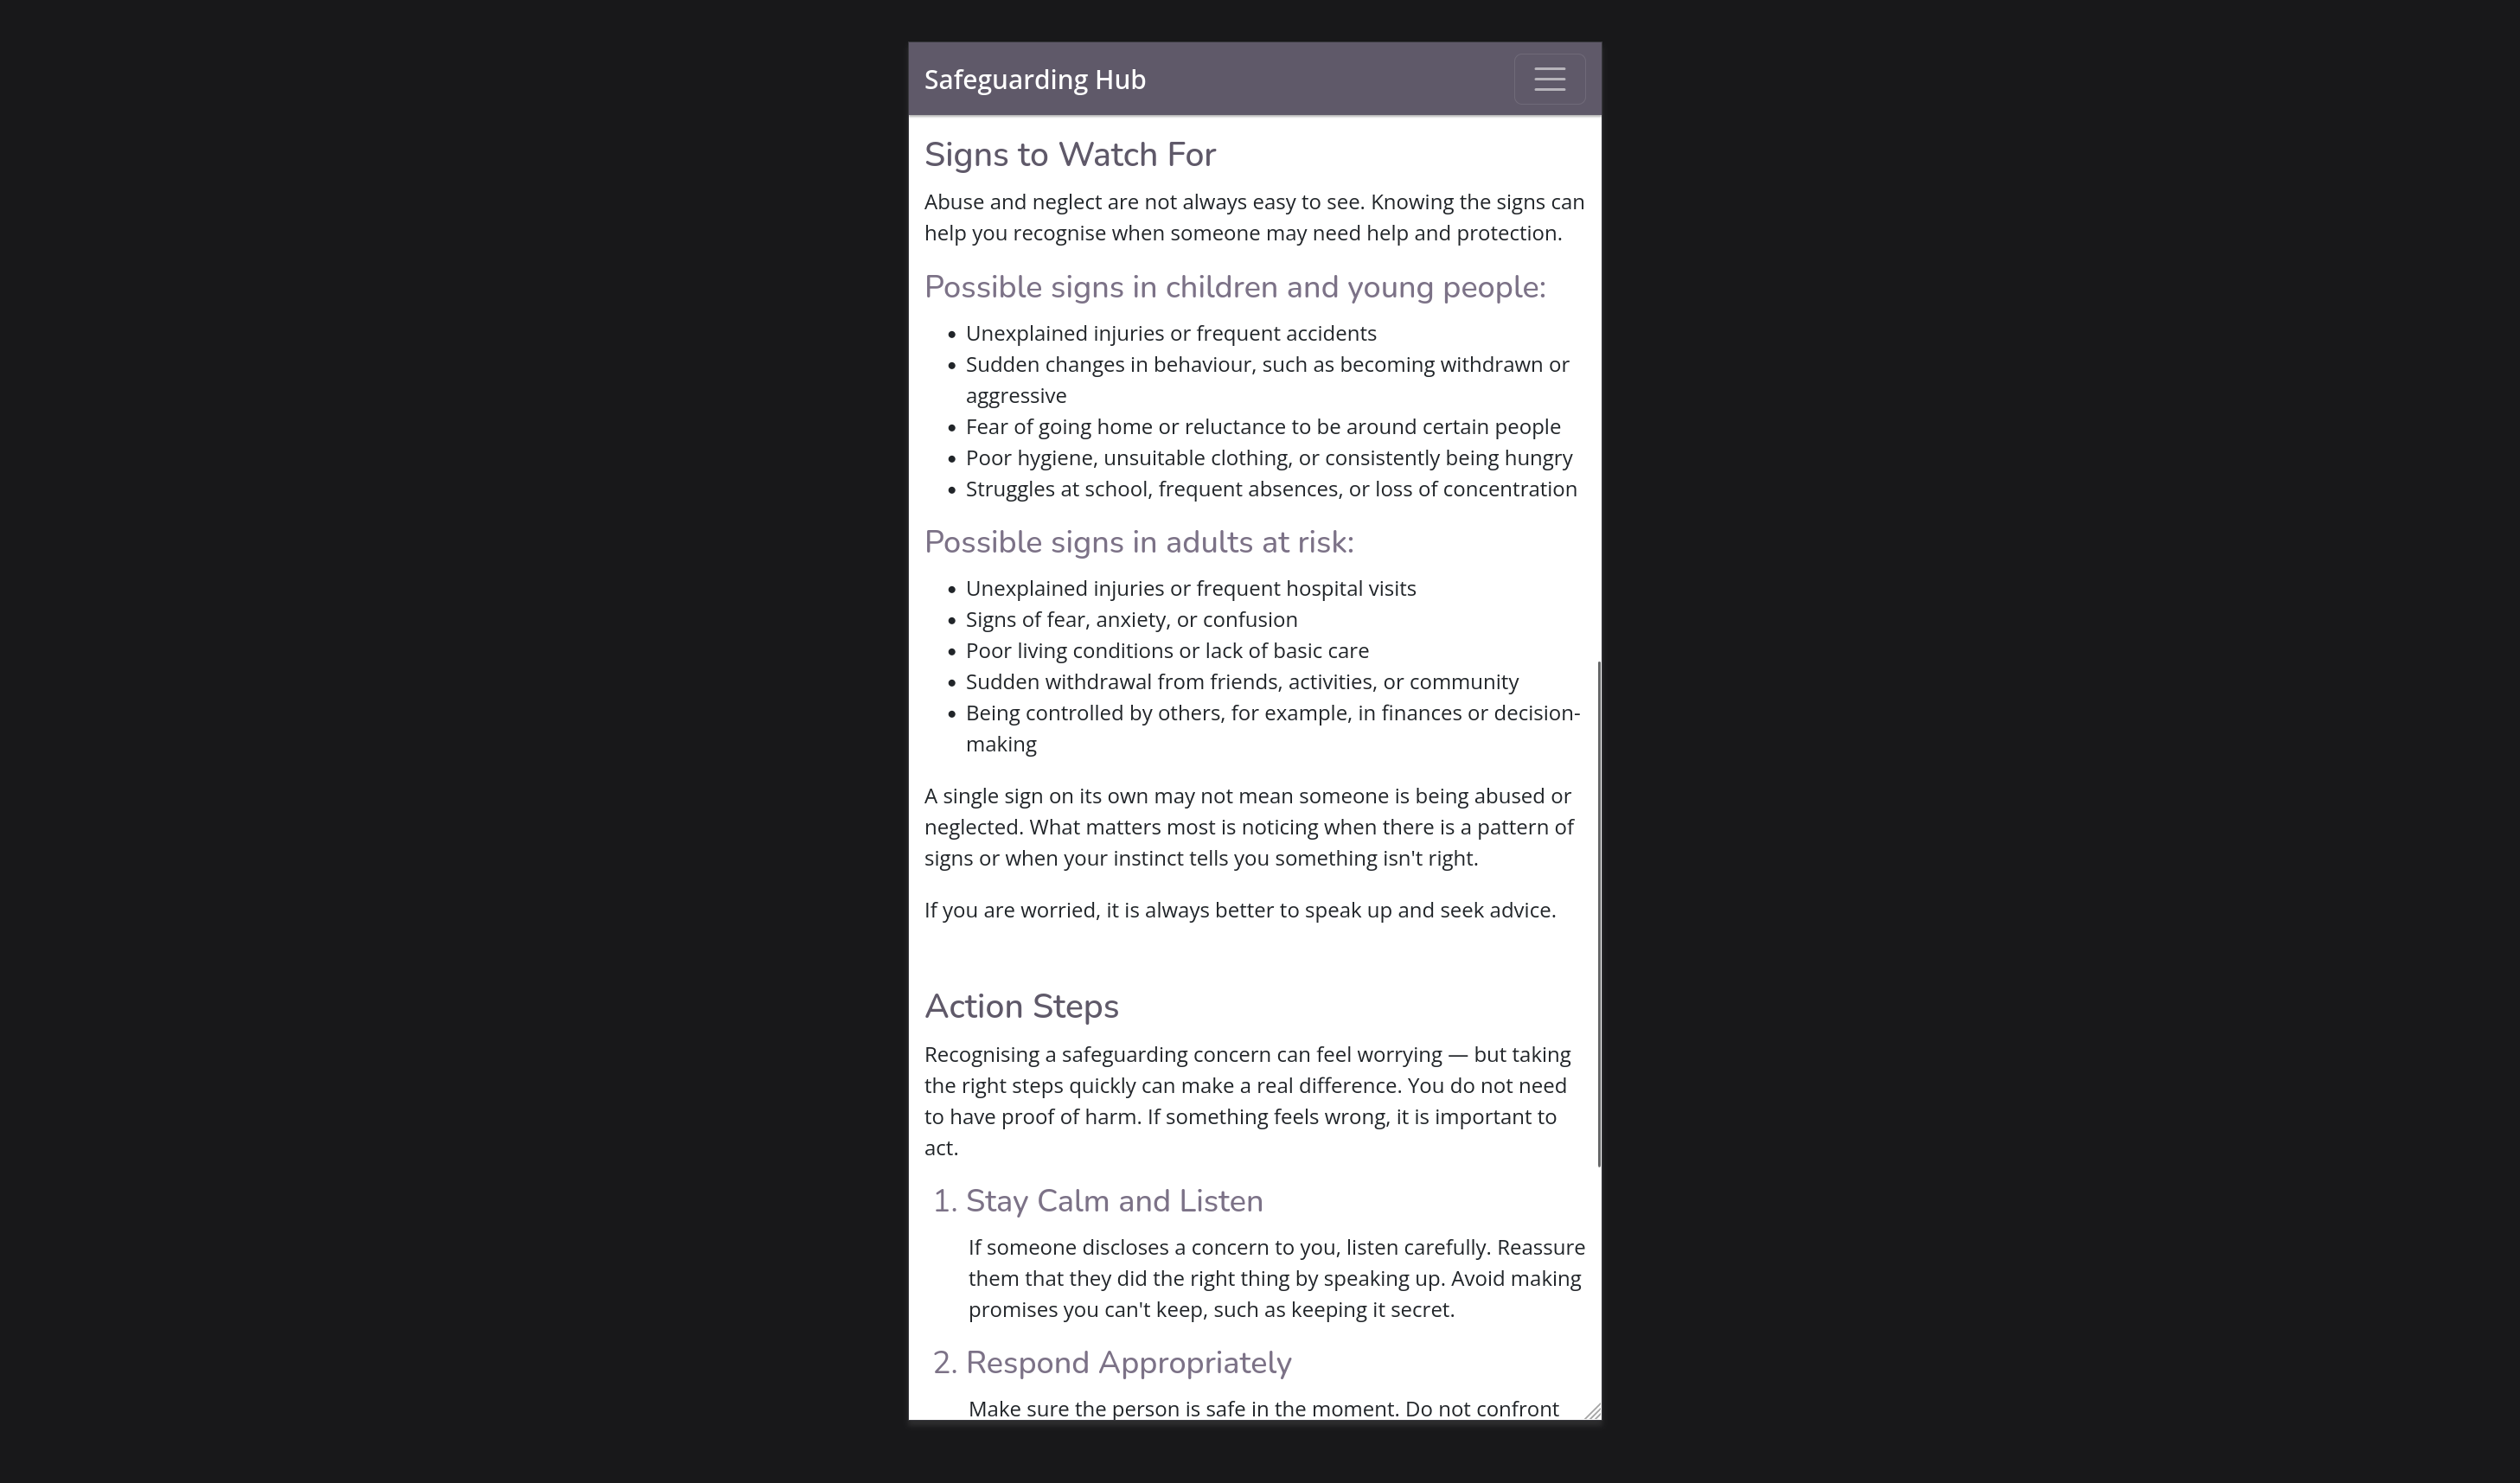 Safeguarding Hub
Signs to Watch For
Abuse and neglect are not always easy to see. Knowing the signs can
help you recognise when someone may need help and protection.
Possible signs in children and young people:
• Unexplained injuries or frequent accidents
• Sudden changes in behaviour, such as becoming withdrawn or
aggressive
• Fear of going home or reluctance to be around certain people
• Poor hygiene, unsuitable clothing, or consistently being hungry
• Struggles at school, frequent absences, or loss of concentration
Possible signs in adults at risk:
• Unexplained injuries or frequent hospital visits
• Signs of fear, anxiety, or confusion
• Poor living conditions or lack of basic care
• Sudden withdrawal from friends, activities, or community
• Being controlled by others, for example, in finances or decision-
making
A single sign on its own may not mean someone is being abused or
neglected. What matters most is noticing when there is a pattern of
signs or when your instinct tells you something isn't right.
If you are worried, it is always better to speak up and seek advice.
Action Steps
Recognising a safeguarding concern can feel worrying — but taking
the right steps quickly can make a real difference. You do not need
to have proof of harm. If something feels wrong, it is important to
act.
1. Stay Calm and Listen
If someone discloses a concern to you, listen carefully. Reassure
them that they did the right thing by speaking up. Avoid making
promises you can't keep, such as keeping it secret.
2. Respond Appropriately
Make sure the person is safe in the moment. Do not confront